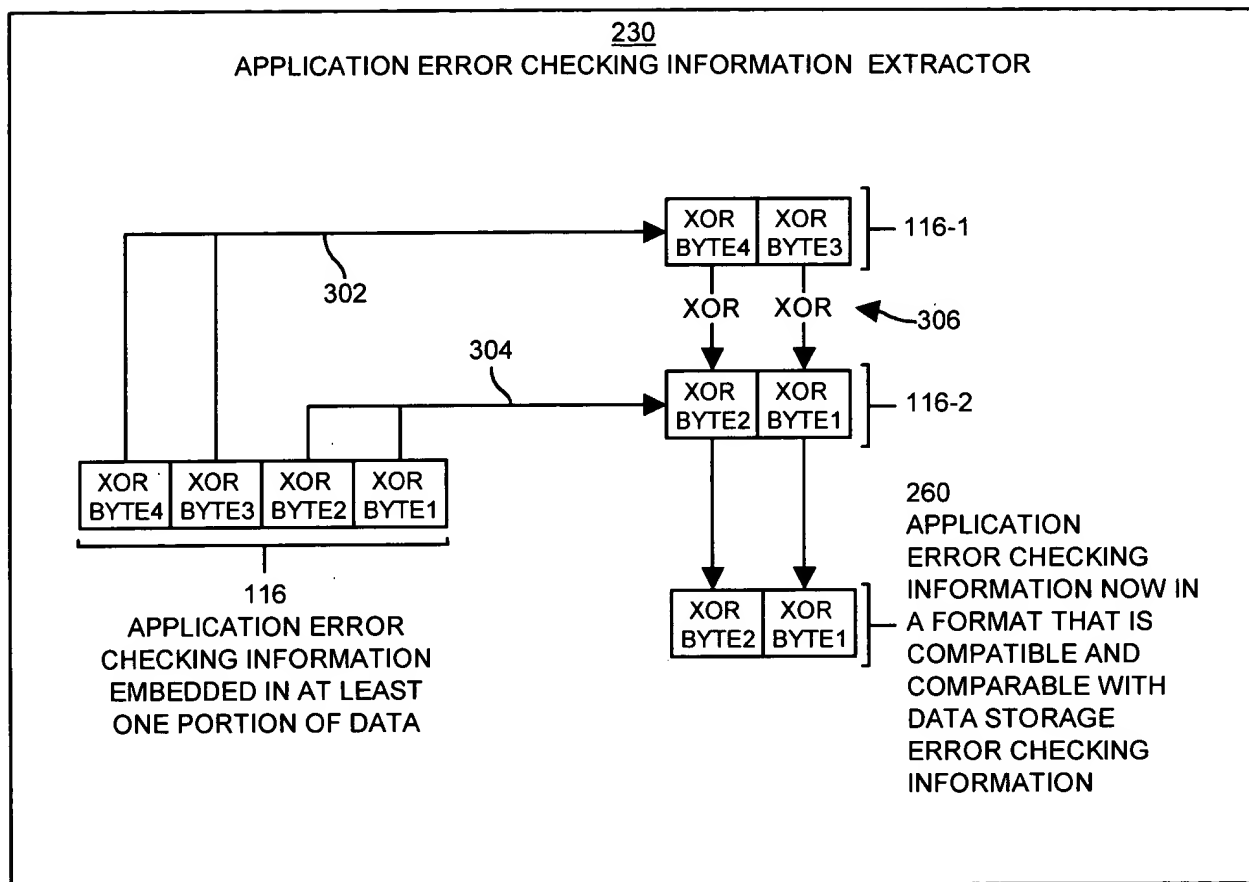 230
APPLICATION ERROR CHECKING INFORMATION EXTRACTOR
XOR XOR
BYTE4 BYTE3
116-1
302
XOR XOR
306
304
XOR XOR
BYTE2 BYTE1
116-2
XOR XOR XOR XOR
BYTE4 BYTE3 BYTE2 BYTE1
116
APPLICATION ERROR
CHECKING INFORMATION
EMBEDDED IN AT LEAST
ONE PORTION OF DATA
XOR XOR
BYTE2 BYTE1
260
APPLICATION
ERROR CHECKING
INFORMATION NOW IN
A FORMAT THAT IS
COMPATIBLE AND
COMPARABLE WITH
DATA STORAGE
ERROR CHECKING
INFORMATION